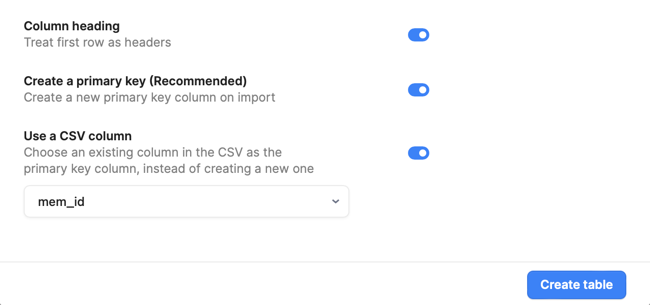 Column heading
Treat first row as headers
Create a primary key (Recommended)
Create a new primary key column on import
Use a CSV column
Choose an existing column in the CSV as the
primary key column, instead of creating a new one
mem_id
Create table